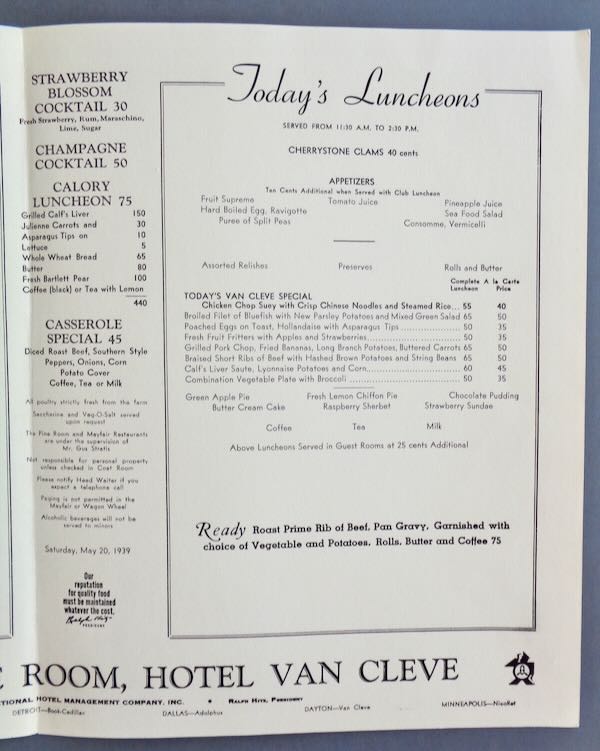 STRAWBERRY
BLOSSOM
COCKTAIL 30
Fresh Strawberry, Rum, Maraschino,
Lime, Sugar
CHAMPAGNE
COCKTAIL 50
CALORY
LUNCHEON 75
Grilled Calf's Liver 150
Julienne Carrots and 30
Asparagus Tips on 10
Lettuce 5
Whole Wheat Bread 65
Butter 80
Fresh Bartlett Pear 100
Coffee (black) or Tea with Lemon
440
CASSEROLE
SPECIAL 45
Diced Roast Beef, Southern Style
Peppers, Onions, Corn
Potato Cover
Coffee, Tea or Milk
All poultry strictly fresh from the farm
Saccharine and Veg-O-Salt served
upon request
The Pine Room and Mayfair Restaurants
are under the supervision of
Mr. Gus Stratis
Not responsible for personal property
unless checked in Coat Room
Please notify Head Waiter if you
expect a telephone call
Paging is not permitted in the
Mayfair or Wagon Wheel
Alcoholic beverages will not be
served to minors
Saturday, May 20, 1939
Our
reputation
for quality food
must be maintained
whatever the cost.
Ralph Hitz
PRESIDENT
Today's Luncheons
SERVED FROM 11:30 A.M. TO 2:30 P.M.
CHERRYSTONE CLAMS 40 cents
APPETIZERS
Ten Cents Additional when Served with Club Luncheon
Fruit Supreme Tomato Juice Pineapple Juice
Hard Boiled Egg, Ravigotte Sea Food Salad
Puree of Split Peas Consomme, Vermicelli
Assorted Relishes Preserves Rolls and Butter
Complete A la Carte
Luncheon Price
TODAY'S VAN CLEVE SPECIAL
Chicken Chop Suey with Crisp Chinese Noodles and Steamed Rice... 55 40
Broiled Filet of Bluefish with New Parsley Potatoes and Mixed Green Salad 65 50
Poached Eggs on Toast, Hollandaise with Asparagus Tips ................ 50 35
Fresh Fruit Fritters with Apples and Strawberries........................ 50 35
Grilled Pork Chop, Fried Bananas, Long Branch Potatoes, Buttered Carrots 65 50
Braised Short Ribs of Beef with Hashed Brown Potatoes and String Beans 65 50
Calf's Liver Saute, Lyonnaise Potatoes and Corn........................ 60 45
Combination Vegetable Plate with Broccoli ............................ 50 35
Green Apple Pie Fresh Lemon Chiffon Pie Chocolate Pudding
Butter Cream Cake Raspberry Sherbet Strawberry Sundae
Coffee Tea Milk
Above Luncheons Served in Guest Rooms at 25 cents Additional
Ready Roast Prime Rib of Beef, Pan Gravy, Garnished with
choice of Vegetable and Potatoes, Rolls, Butter and Coffee 75
E ROOM, HOTEL VAN CLEVE
TIONAL HOTEL MANAGEMENT COMPANY, INC. • RALPH HITZ, PRESIDENT
DETROIT—Book-Cadillac DALLAS—Adolphus DAYTON—Van Cleve MINNEAPOLIS—Nicollet